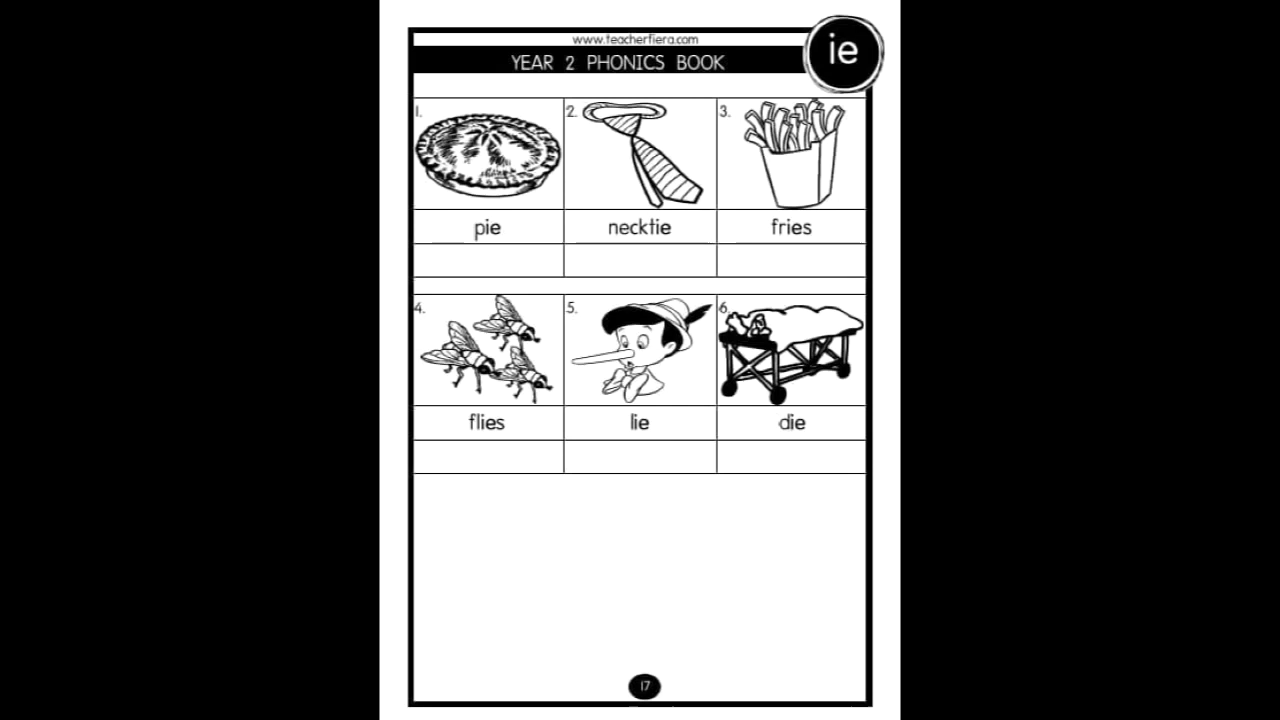 www.teacherfiera.com
YEAR 2 PHONICS BOOK
ie
1.
2.
3.
pie
necktie
fries
4.
5.
6.
flies
lie
die
17